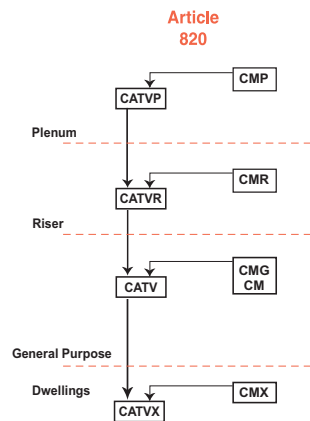 Article
820
CMP
CATVP
Plenum
CMR
CATVR
Riser
CMG
CM
CATV
General Purpose
Dwellings
CMX
CATVX